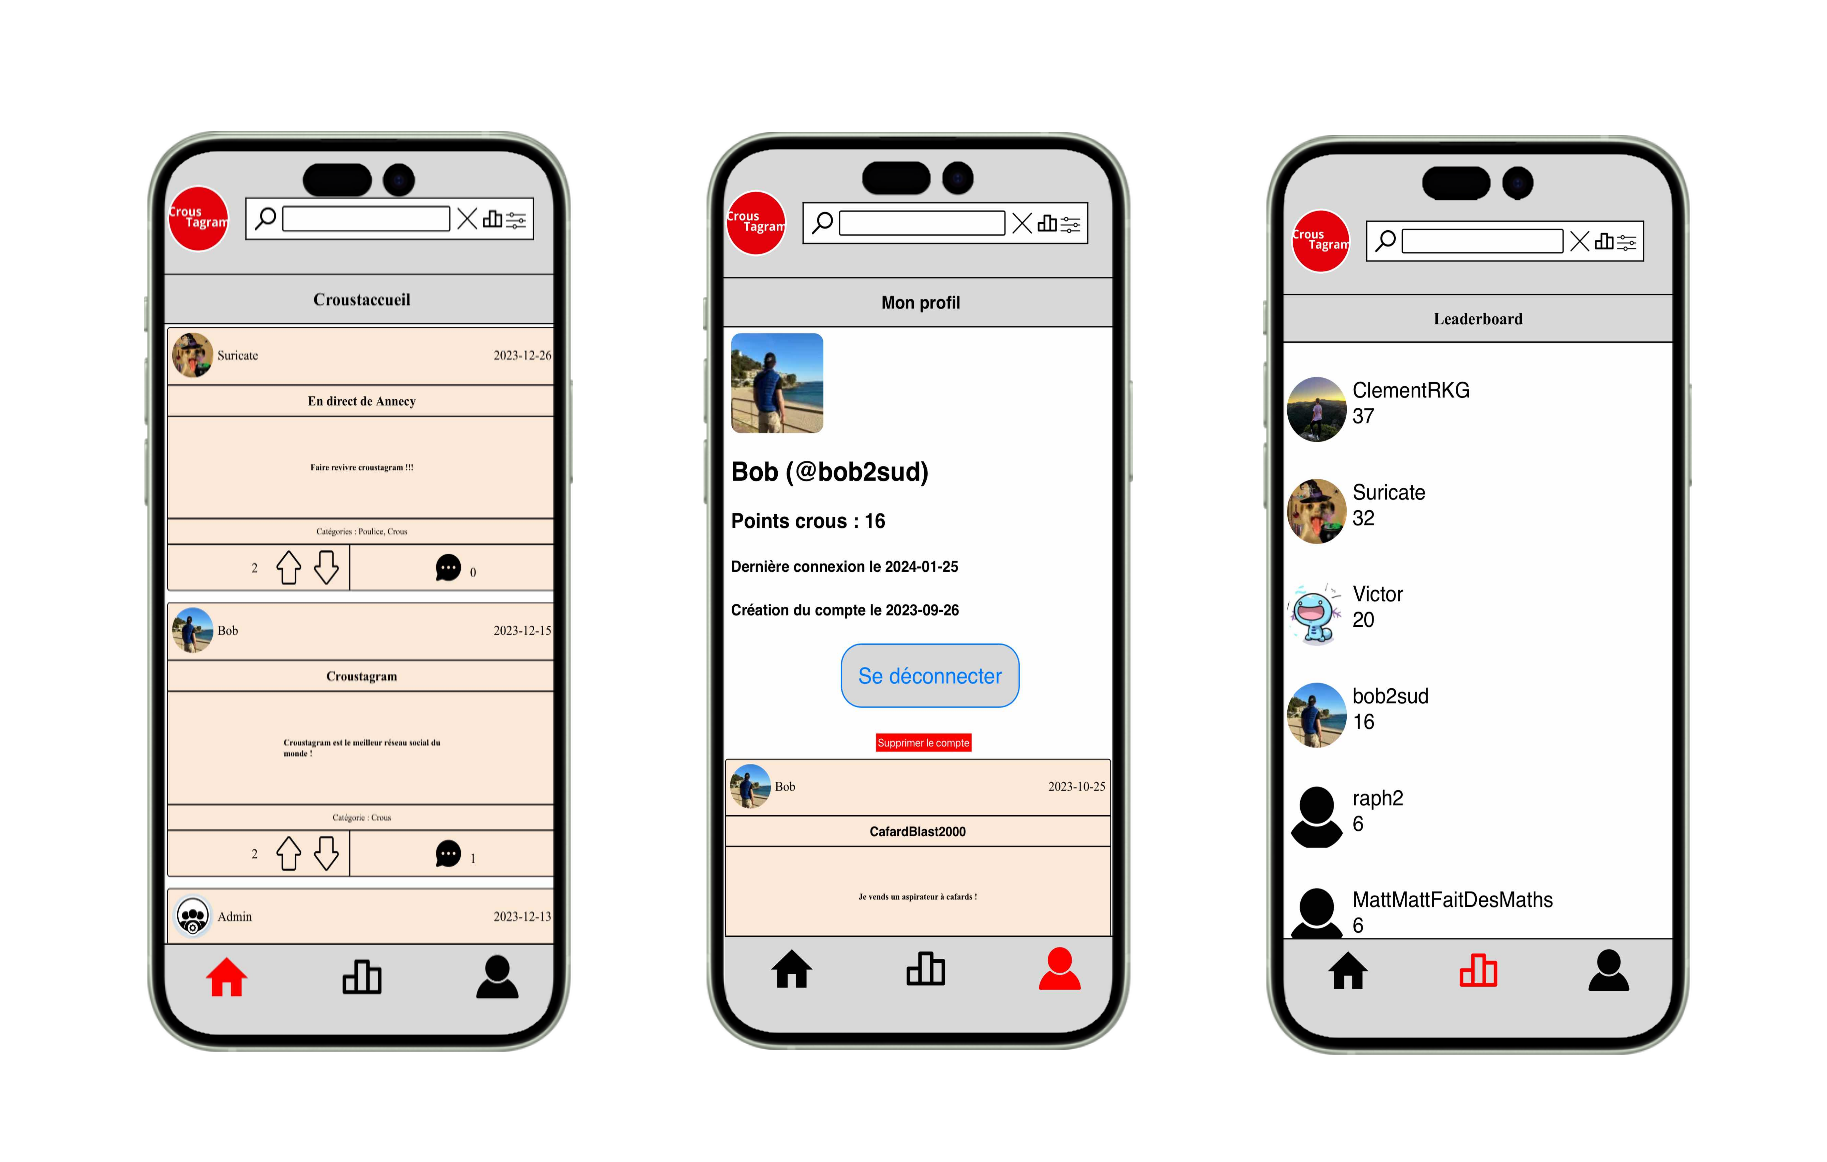 Crous
Tagram
Croustaccueil
Suricate
2023-12-26
En direct de Annecy
Faire revivre croustagram !!!
Catégories : Poulice, Crous
2
0
Bob
2023-12-15
Croustagram
Croustagram est le meilleur réseau social du
monde !
Catégorie : Crous
2
1
Admin
2023-12-13
Crous
Tagram
Mon profil
Bob (@bob2sud)
Points crous : 16
Dernière connexion le 2024-01-25
Création du compte le 2023-09-26
Se déconnecter
Supprimer le compte
Bob
2023-10-25
CafardBlast2000
Je vends un aspirateur à cafards !
Crous
Tagram
Leaderboard
ClementRKG
37
Suricate
32
Victor
20
bob2sud
16
raph2
6
MattMattFaitDesMaths
6